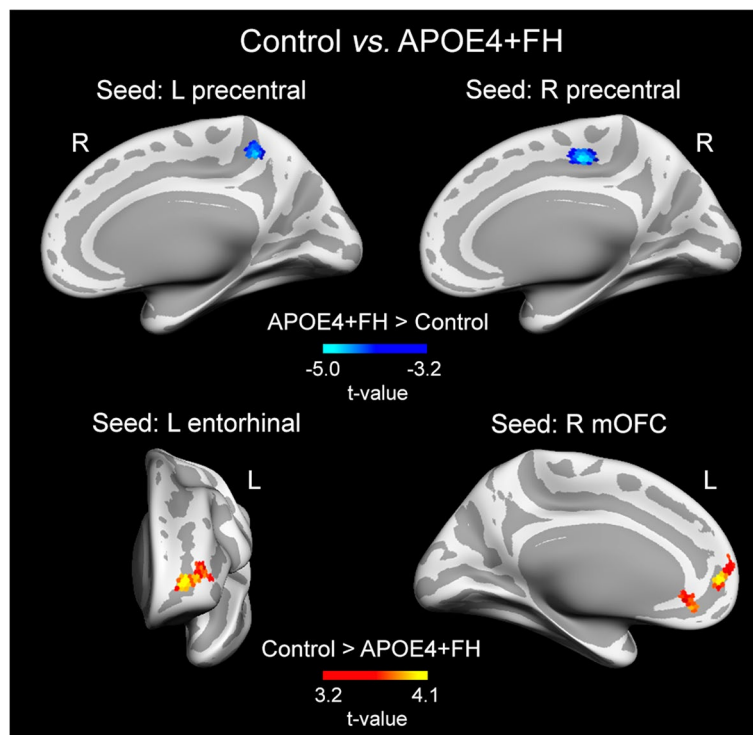 Control vs. APOE4+FH
Seed: L precentral
Seed: R precentral
R
R
APOE4+FH > Control
-5.0
-3.2
t-value
Seed: L entorhinal
Seed: R mOFC
L
L
Control > APOE4+FH
3.2
4.1
t-value